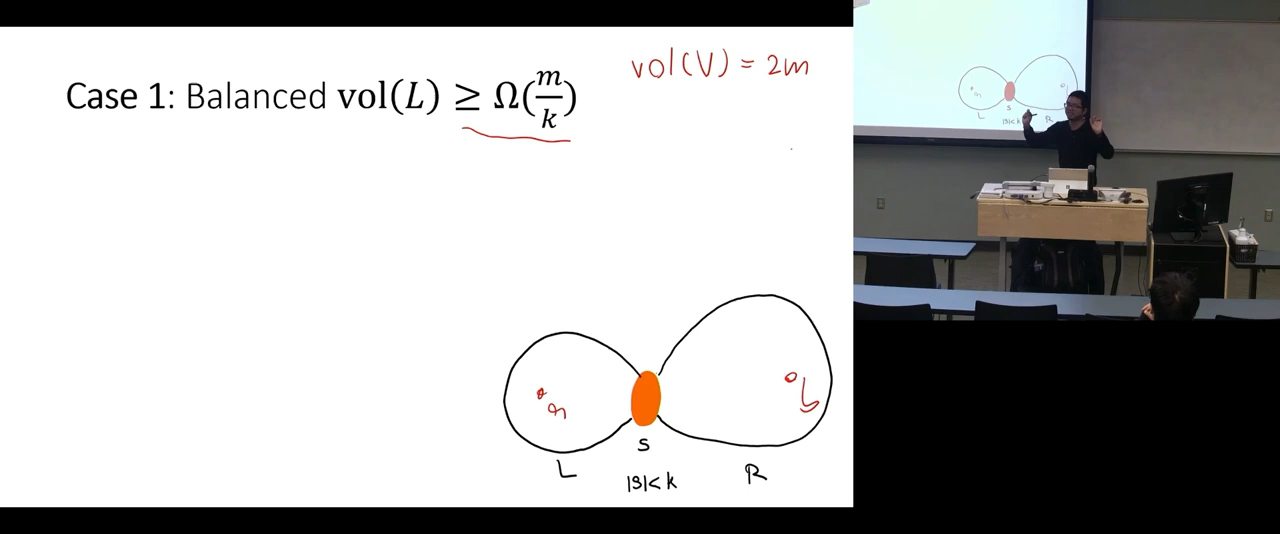 vol(V) = 2m
Case 1: Balanced vol(L) ≥ Ω(m/k)
S
L
|S|<k
R
S
L
|S|<k
R